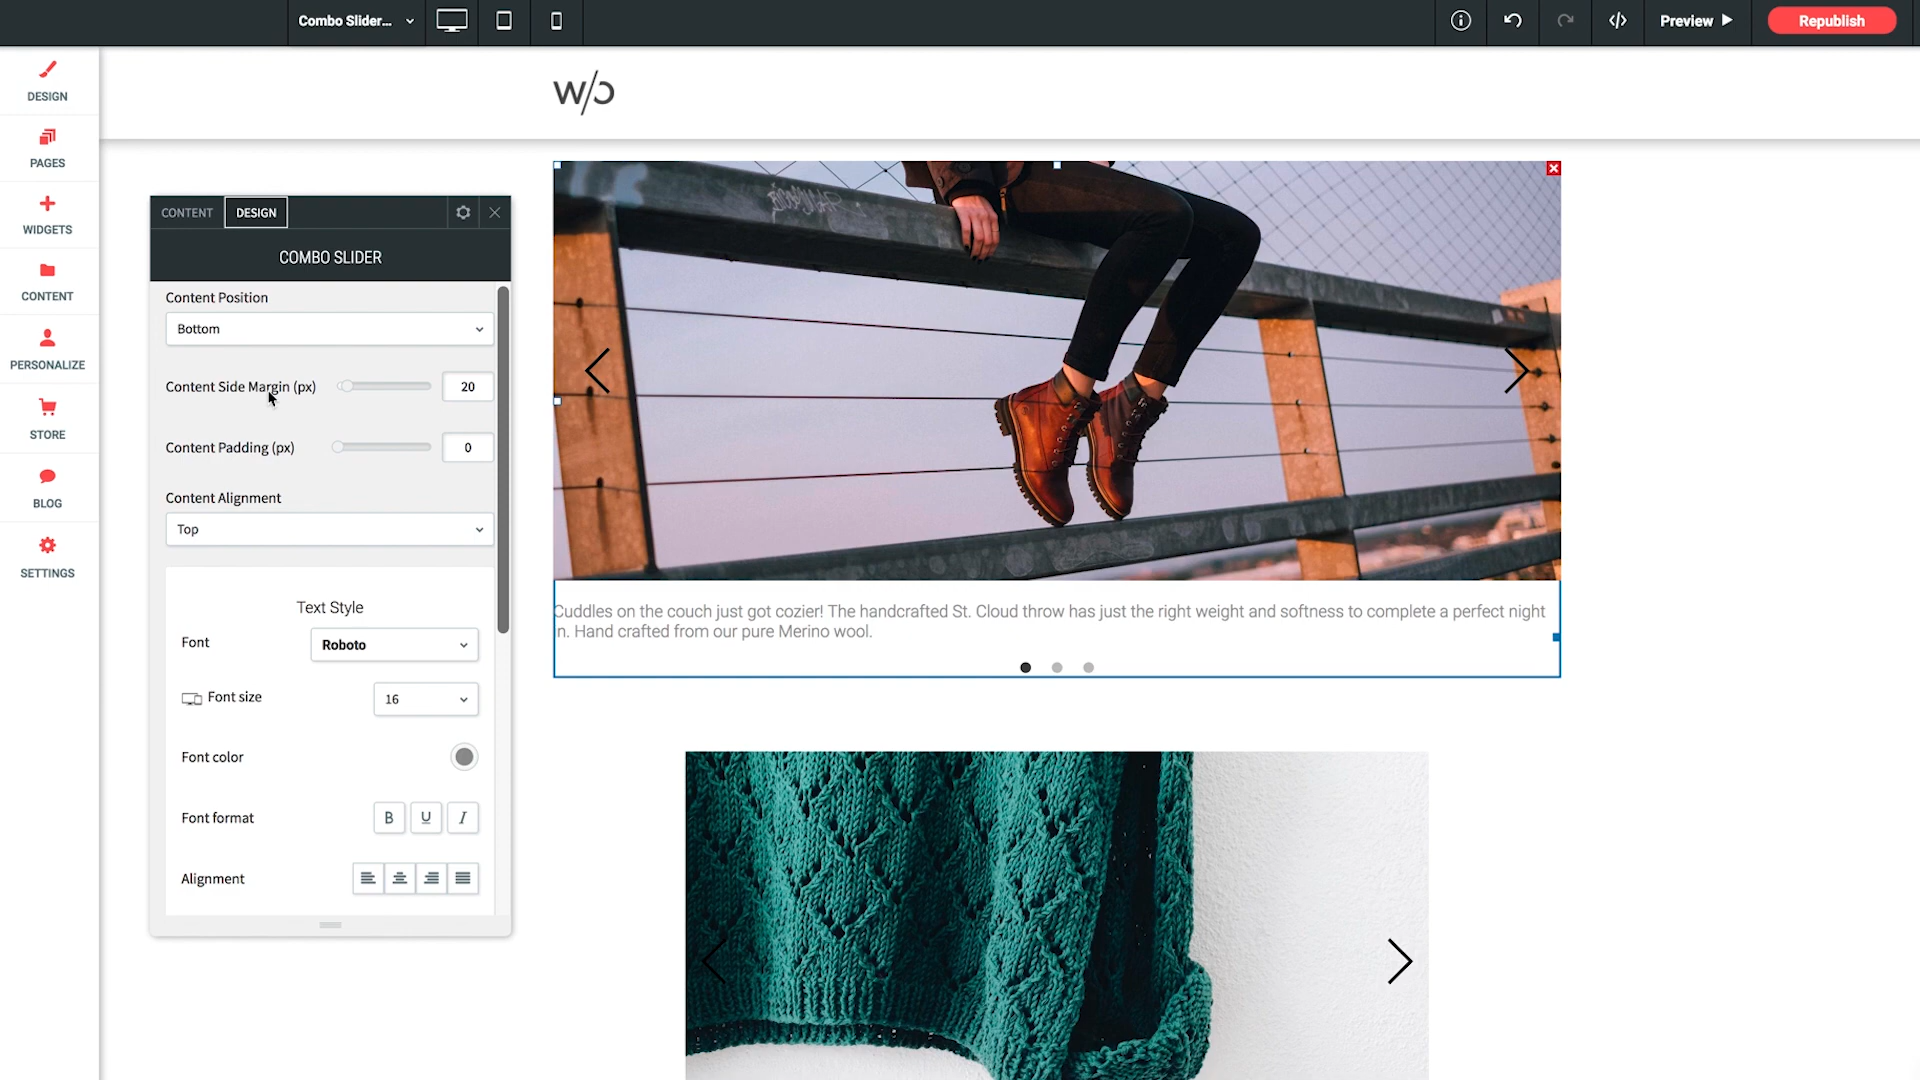 Combo Slider...
Preview
Republish
DESIGN
PAGES
WIDGETS
CONTENT
PERSONALIZE
STORE
BLOG
SETTINGS
W/C
CONTENT
DESIGN
COMBO SLIDER
Content Position
Bottom
Content Side Margin (px)
20
Content Padding (px)
0
Content Alignment
Top
Text Style
Font
Roboto
Font size
16
Font color
Font format
B U I
Alignment
Cuddles on the couch just got cozier! The handcrafted St. Cloud throw has just the right weight and softness to complete a perfect night
in. Hand crafted from our pure Merino wool.